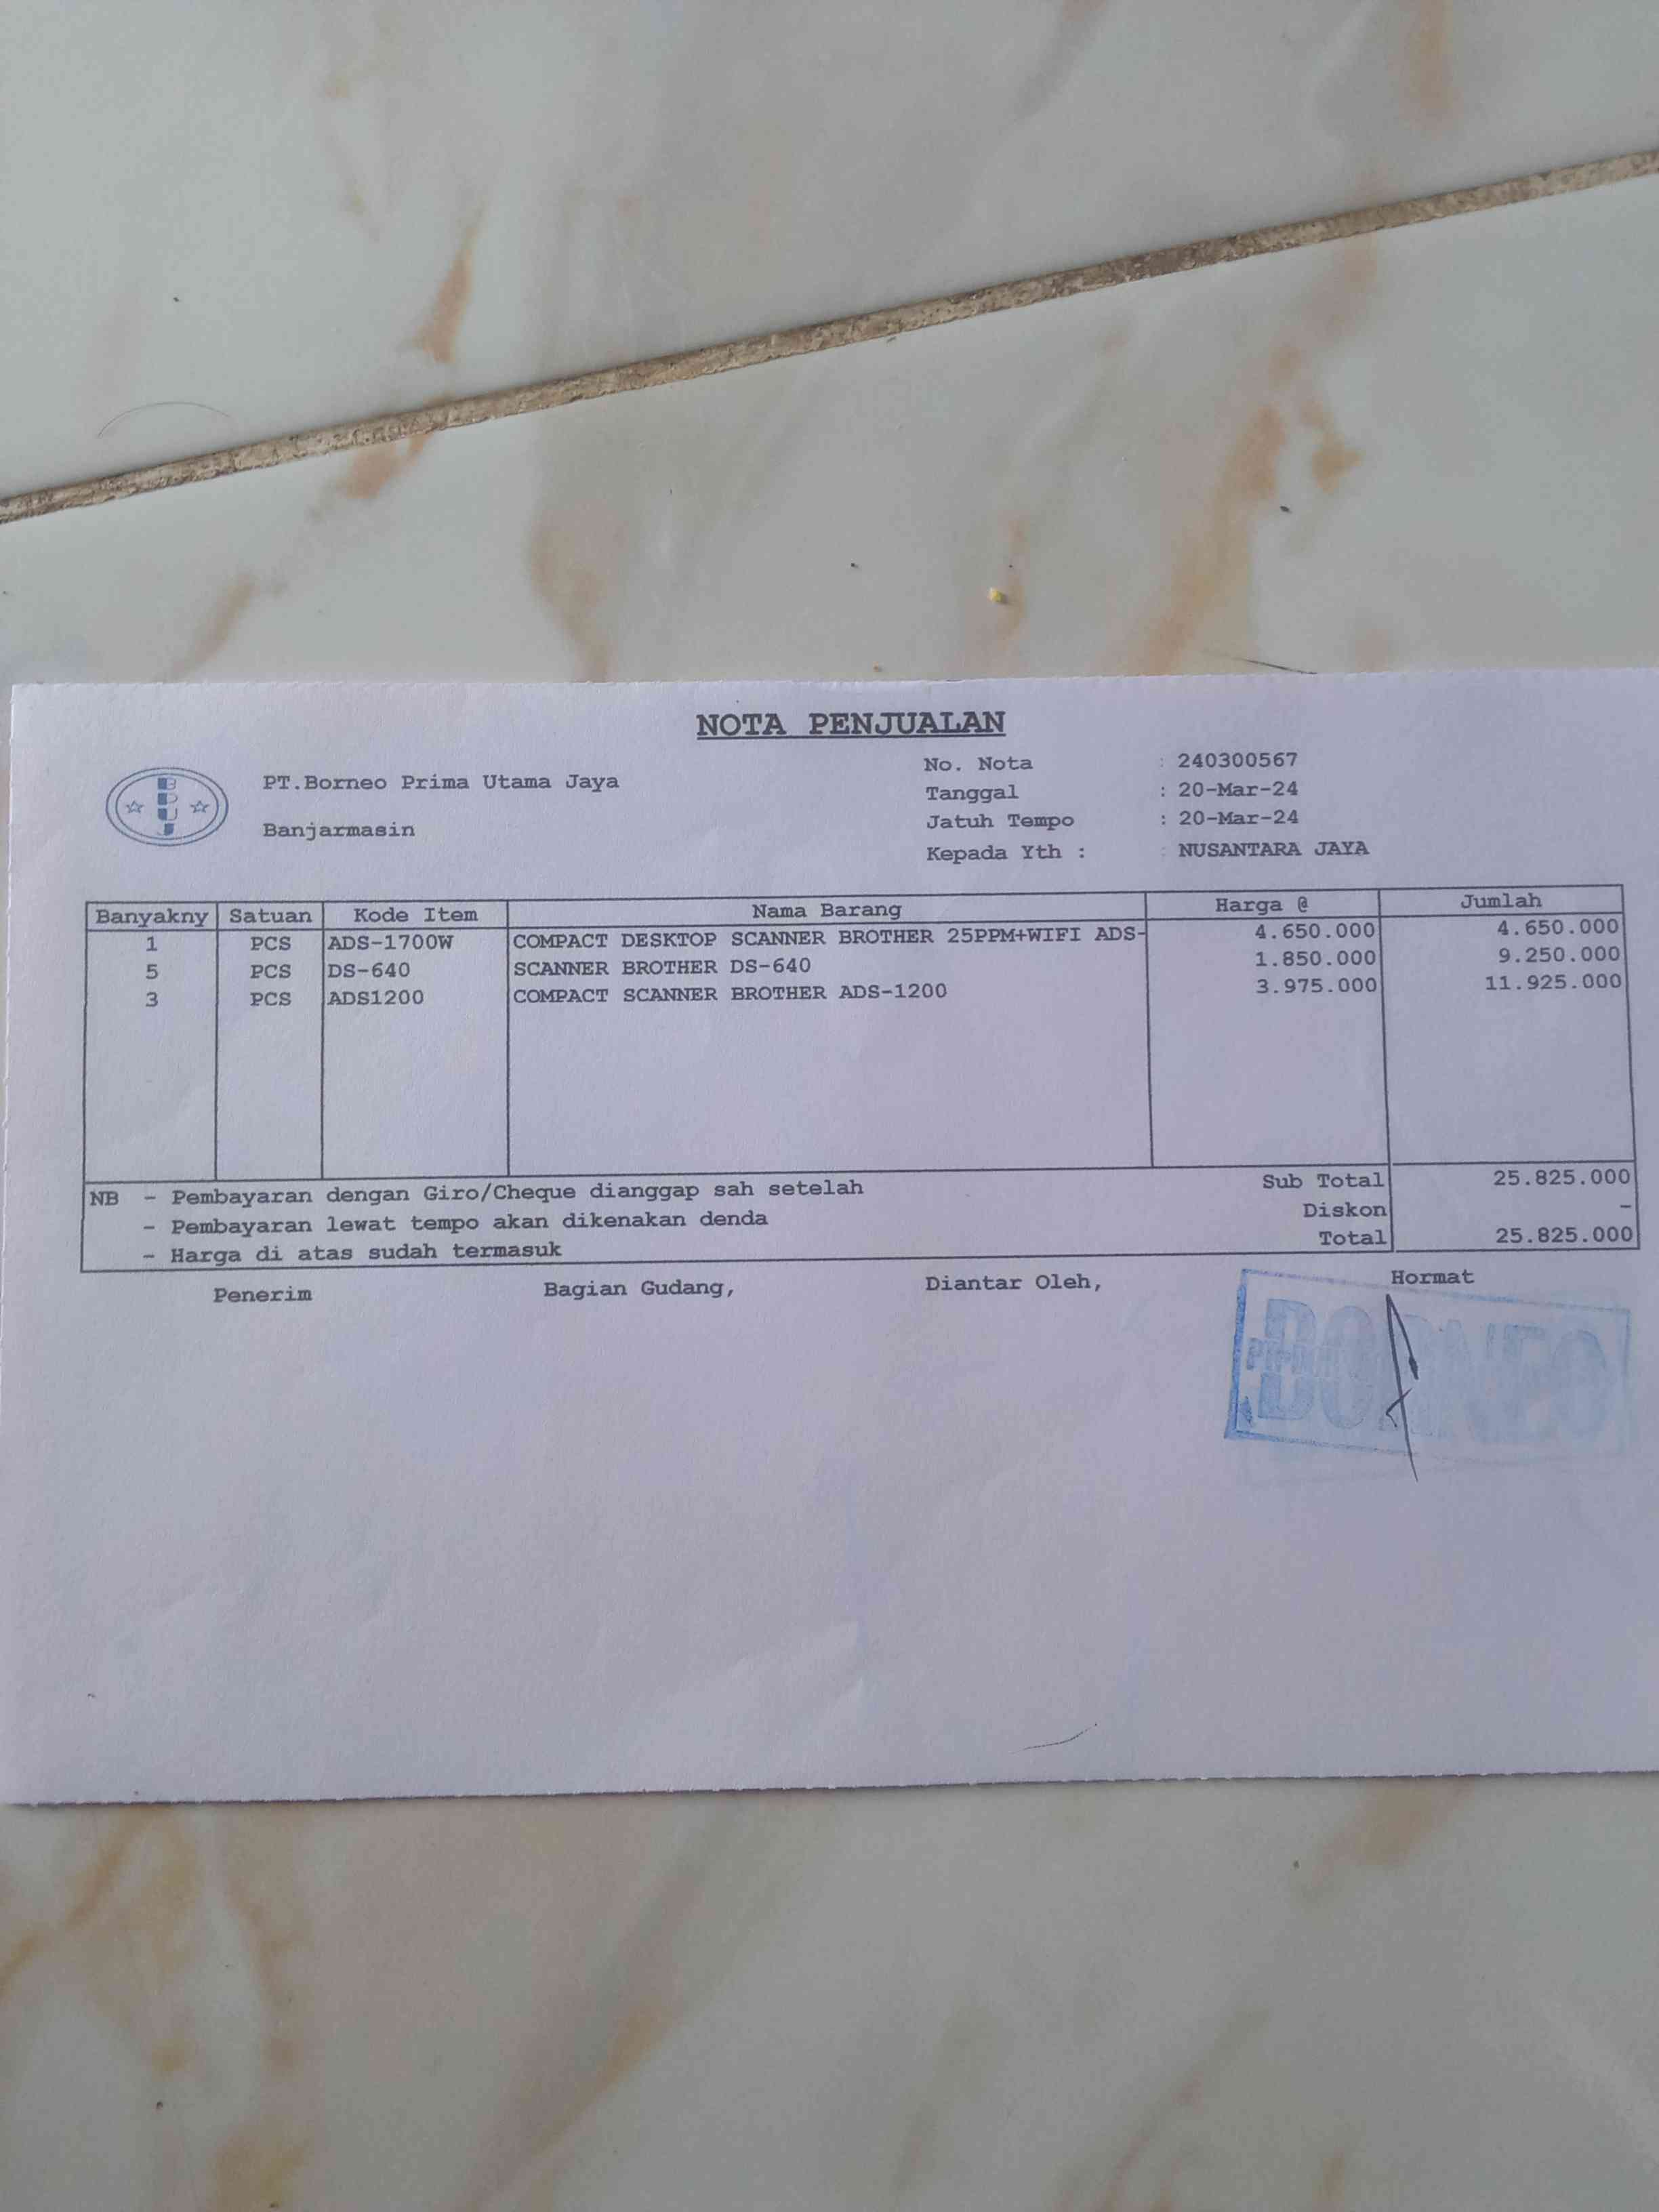 NOTA PENJUALAN
BPUJ
PT.Borneo Prima Utama Jaya
Banjarmasin
No. Nota : 240300567
Tanggal : 20-Mar-24
Jatuh Tempo : 20-Mar-24
Kepada Yth : : NUSANTARA JAYA
Banyakny Satuan Kode Item Nama Barang Harga @ Jumlah
1 PCS ADS-1700W COMPACT DESKTOP SCANNER BROTHER 25PPM+WIFI ADS- 4.650.000 4.650.000
5 PCS DS-640 SCANNER BROTHER DS-640 1.850.000 9.250.000
3 PCS ADS1200 COMPACT SCANNER BROTHER ADS-1200 3.975.000 11.925.000
NB - Pembayaran dengan Giro/Cheque dianggap sah setelah Sub Total 25.825.000
- Pembayaran lewat tempo akan dikenakan denda Diskon -
- Harga di atas sudah termasuk Total 25.825.000
Penerim Bagian Gudang, Diantar Oleh, Hormat
BORNEO